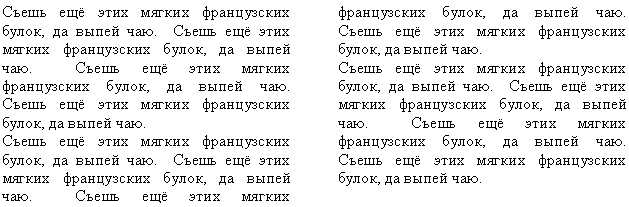 Съешь ещё этих мягких французских
булок, да выпей чаю. Съешь ещё этих
мягких французских булок, да выпей
чаю. Съешь ещё этих мягких
французских булок, да выпей чаю.
Съешь ещё этих мягких французских
булок, да выпей чаю.
Съешь ещё этих мягких французских
булок, да выпей чаю. Съешь ещё этих
мягких французских булок, да выпей
чаю. Съешь ещё этих мягких
французских булок, да выпей чаю.
Съешь ещё этих мягких французских
булок, да выпей чаю.
Съешь ещё этих мягких французских
булок, да выпей чаю. Съешь ещё этих
мягких французских булок, да выпей
чаю. Съешь ещё этих мягких
французских булок, да выпей чаю.
Съешь ещё этих мягких французских
булок, да выпей чаю.